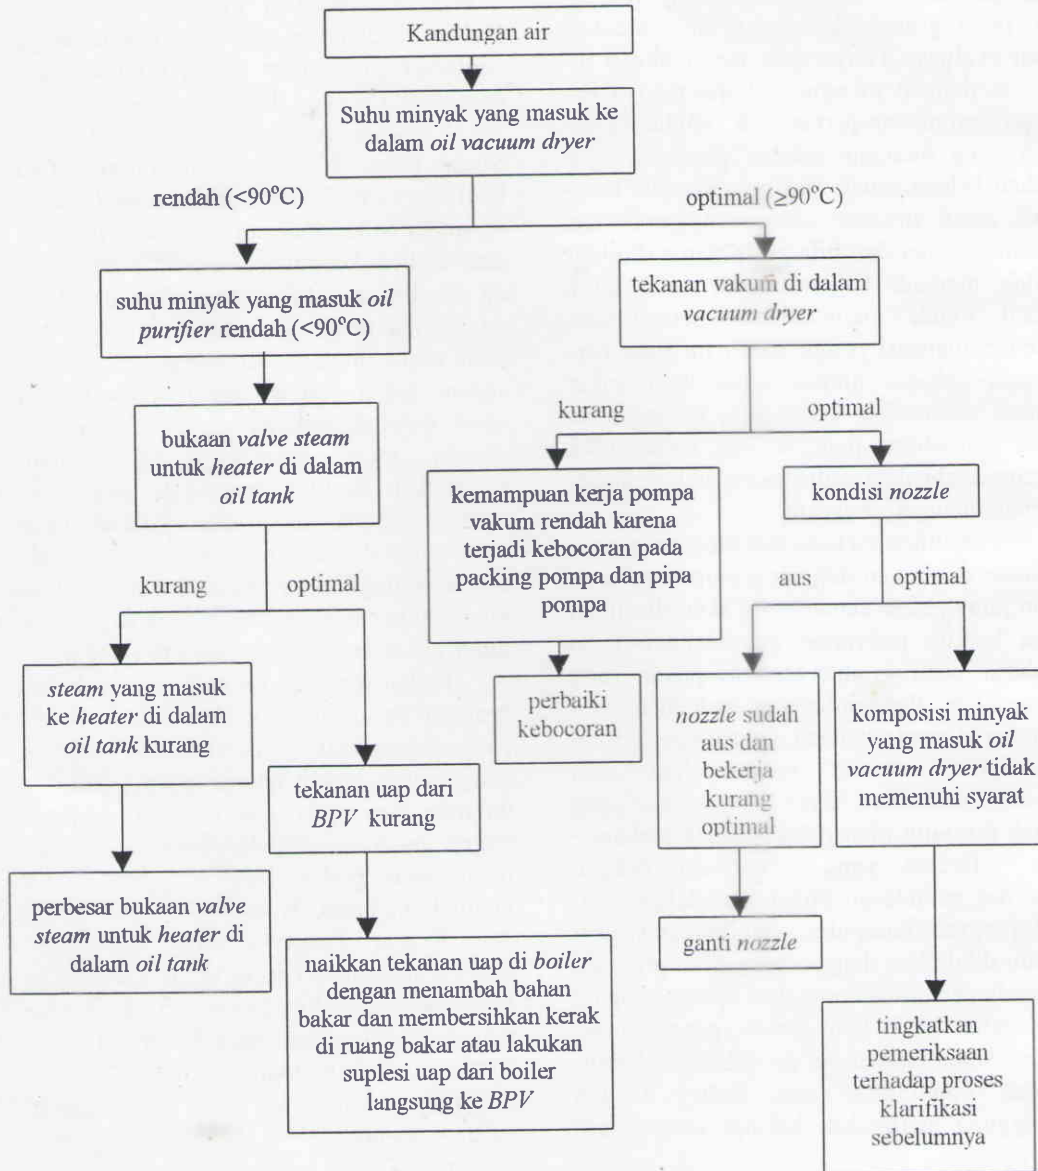 Kandungan air
Suhu minyak yang masuk ke
dalam oil vacuum dryer
rendah (<90°C)
optimal (≥90°C)
suhu minyak yang masuk oil
purifier rendah (<90°C)
tekanan vakum di dalam
vacuum dryer
bukaan valve steam
untuk heater di dalam
oil tank
kurang
optimal
kemampuan kerja pompa
vakum rendah karena
terjadi kebocoran pada
packing pompa dan pipa
pompa
kondisi nozzle
kurang
optimal
aus
optimal
steam yang masuk
ke heater di dalam
oil tank kurang
tekanan uap dari
BPV kurang
perbaiki
kebocoran
nozzle sudah
aus dan
bekerja
kurang
optimal
komposisi minyak
yang masuk oil
vacuum dryer tidak
memenuhi syarat
perbesar bukaan valve
steam untuk heater di
dalam oil tank
naikkan tekanan uap di boiler
dengan menambah bahan
bakar dan membersihkan kerak
di ruang bakar atau lakukan
suplesi uap dari boiler
langsung ke BPV
ganti nozzle
tingkatkan
pemeriksaan
terhadap proses
klarifikasi
sebelumnya